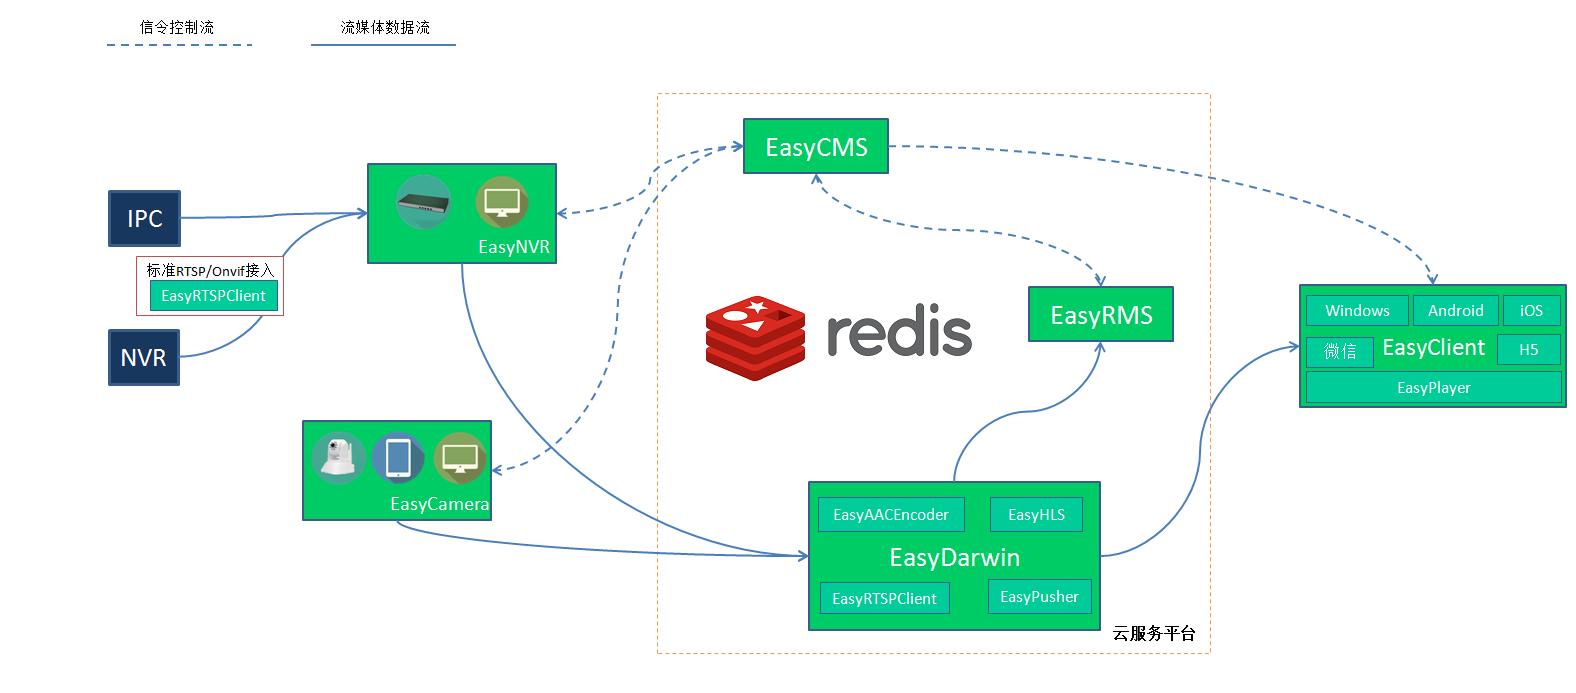 信令控制流
流媒体数据流
EasyCMS
IPC
EasyNVR
标准RTSP/Onvif接入
EasyRTSPClient
NVR
redis
EasyRMS
Windows
Android
iOS
微信
EasyClient
H5
EasyPlayer
EasyCamera
EasyAACEncoder
EasyHLS
EasyDarwin
EasyRTSPClient
EasyPusher
云服务平台